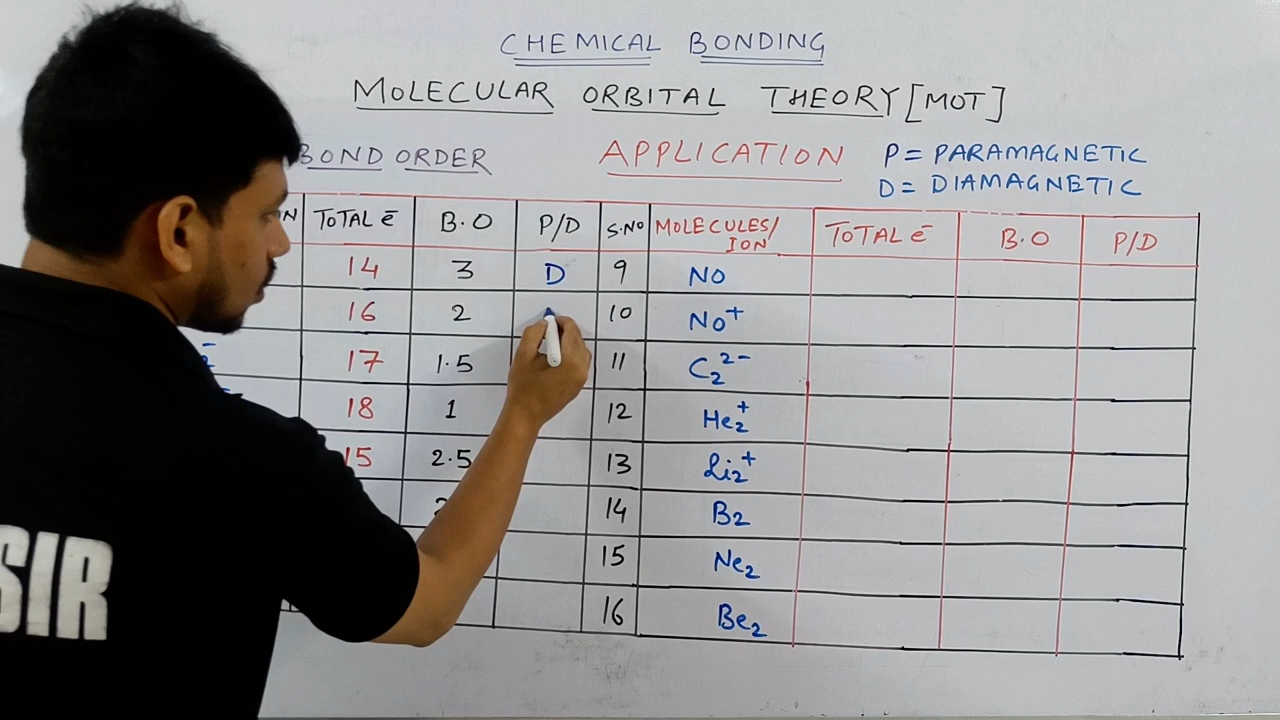 CHEMICAL BONDING
MOLECULAR ORBITAL THEORY [MOT]
BOND ORDER APPLICATION P = PARAMAGNETIC
D = DIAMAGNETIC
N TOTAL ē B.O P/D S.NO MOLECULES/ION TOTAL ē B.O P/D
14 3 D 9 NO
16 2 10 NO⁺
17 1.5 11 C₂²⁻
18 1 12 He₂⁺
15 2.5 13 Li₂⁺
14 B₂
15 Ne₂
16 Be₂
SIR